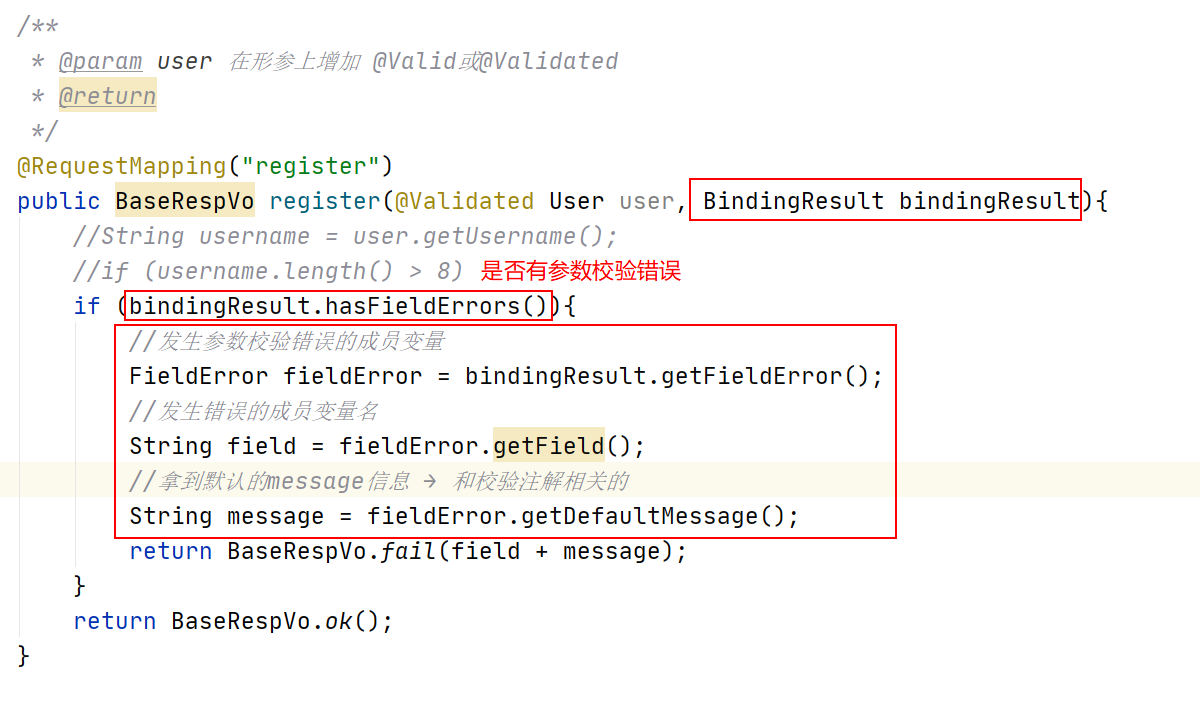 /**
 * @param user 在形参上增加 @Valid或@Validated
 * @return
 */
@RequestMapping("register")
public BaseRespVo register(@Validated User user, BindingResult bindingResult){
    //String username = user.getUsername();
    //if (username.length() > 8) 是否有参数校验错误
    if (bindingResult.hasFieldErrors()){
        //发生参数校验错误的成员变量
        FieldError fieldError = bindingResult.getFieldError();
        //发生错误的成员变量名
        String field = fieldError.getField();
        //拿到默认的message信息 → 和校验注解相关的
        String message = fieldError.getDefaultMessage();
        return BaseRespVo.fail(field + message);
    }
    return BaseRespVo.ok();
}